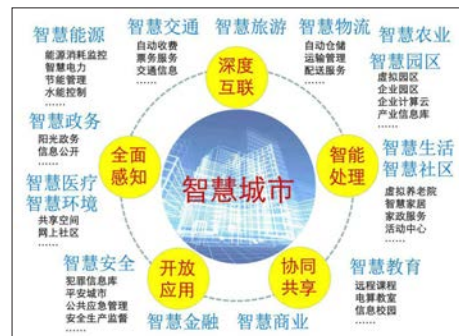 智慧能源
能源消耗监控
智慧电力
节能管理
水能控制
……
智慧交通
自动收费
票务服务
交通信息
……
智慧旅游
智慧物流
自动仓储
运输管理
配送服务
……
智慧农业
智慧园区
虚拟园区
企业园区
企业计算云
产业信息库
……
深度
互联
智慧政务
阳光政务
信息公开
……
全面
感知
智慧城市
智能
处理
智慧生活
智慧社区
虚拟养老院
智慧家居
家政服务
活动中心
……
智慧医疗
智慧环境
共享空间
网上社区
……
智慧安全
犯罪信息库
平安城市
公共应急管理
安全生产监督
……
开放
应用
协同
共享
智慧金融
智慧商业
智慧教育
远程课程
电算教室
信息校园
……